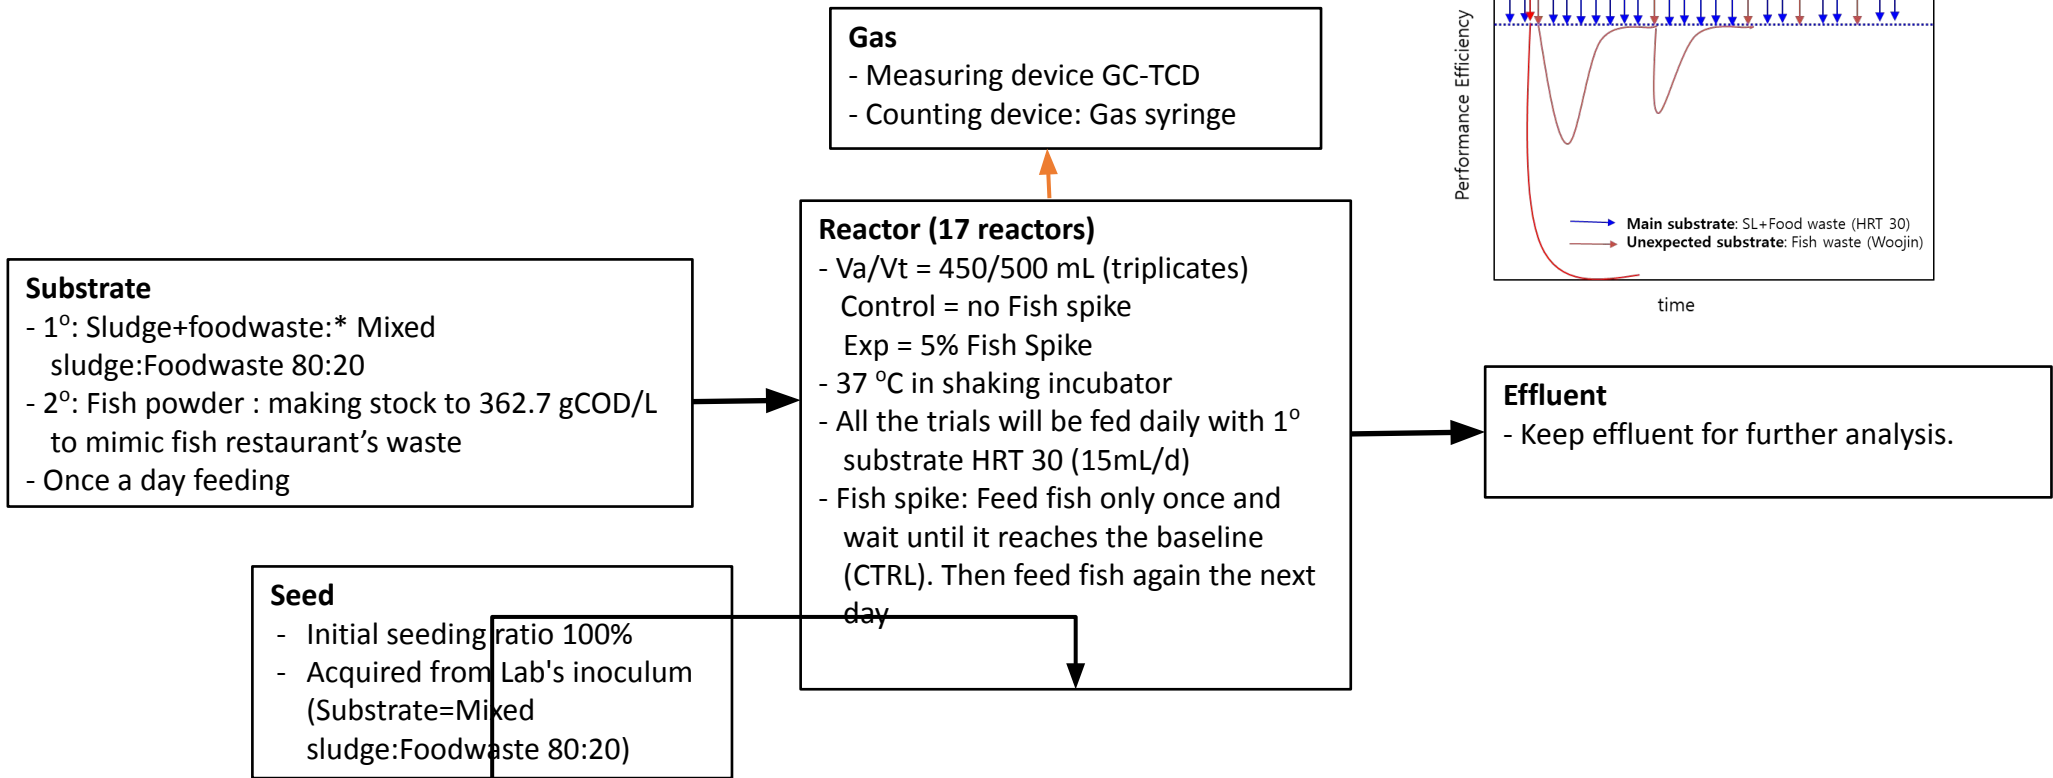 Gas
- Measuring device GC-TCD
- Counting device: Gas syringe
Performance Efficiency
Main substrate: SL+Food waste (HRT 30)
Unexpected substrate: Fish waste (Woojin)
time
Substrate
- 1º: Sludge+foodwaste:* Mixed
sludge:Foodwaste 80:20
- 2º: Fish powder : making stock to 362.7 gCOD/L
to mimic fish restaurant’s waste
- Once a day feeding
Reactor (17 reactors)
- Va/Vt = 450/500 mL (triplicates)
Control = no Fish spike
Exp = 5% Fish Spike
- 37 ºC in shaking incubator
- All the trials will be fed daily with 1º
substrate HRT 30 (15mL/d)
- Fish spike: Feed fish only once and
wait until it reaches the baseline
(CTRL). Then feed fish again the next
day
Effluent
- Keep effluent for further analysis.
Seed
- Initial seeding ratio 100%
- Acquired from Lab's inoculum
(Substrate=Mixed
sludge:Foodwaste 80:20)